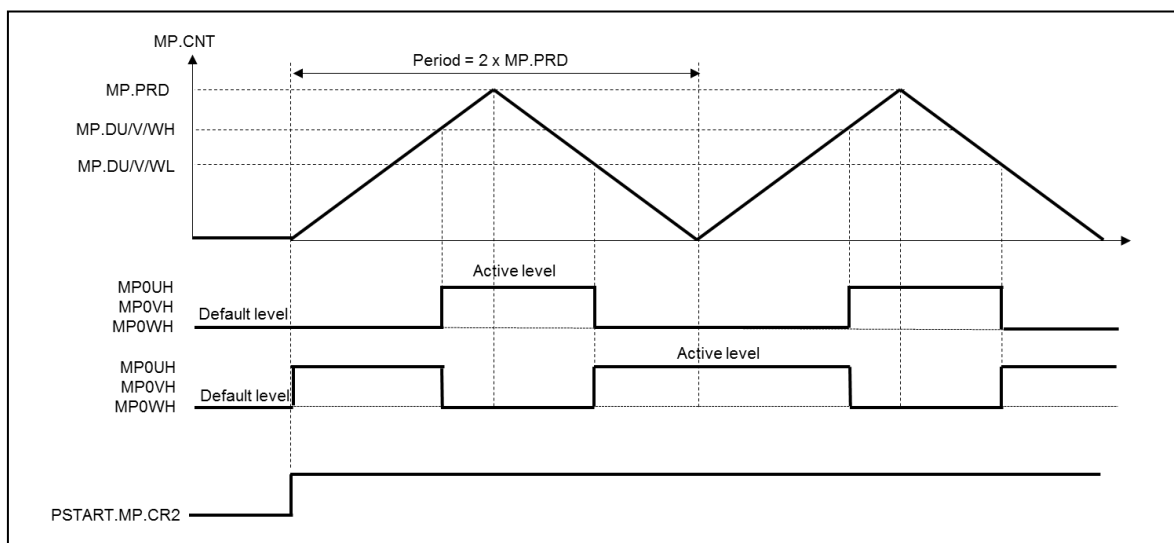 MP.CNT
Period = 2 x MP.PRD
MP.PRD
MP.DU/V/WH
MP.DU/V/WL
Active level
MP0UH
MP0VH
MP0WH
Default level
Active level
MP0UH
MP0VH
MP0WH
Default level
PSTART.MP.CR2